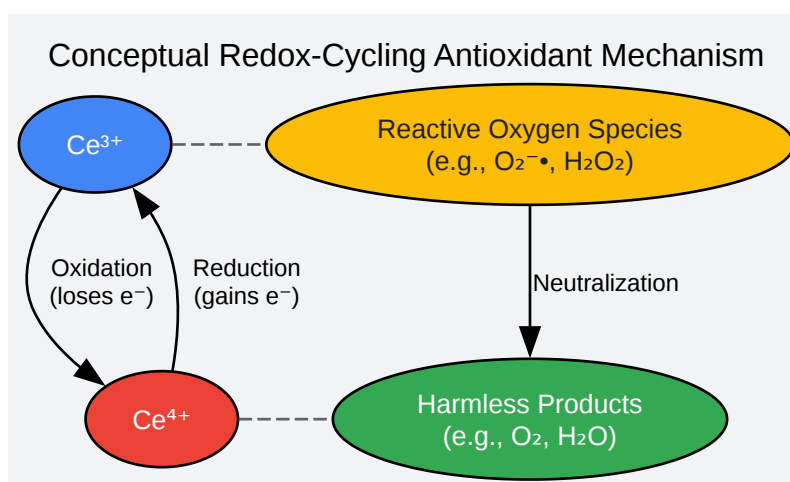 Conceptual Redox-Cycling Antioxidant Mechanism
Ce³⁺
Reactive Oxygen Species
(e.g., O₂⁻•, H₂O₂)
Oxidation
(loses e⁻)
Reduction
(gains e⁻)
Neutralization
Ce⁴⁺
Harmless Products
(e.g., O₂, H₂O)